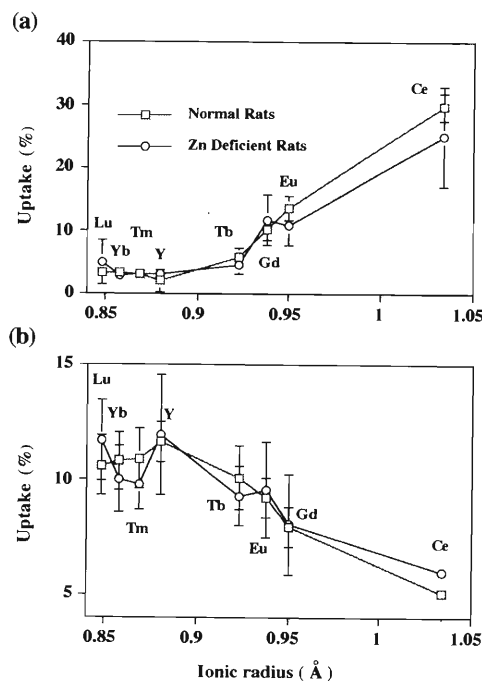 (a)
40
30
20
10
0
Uptake (%)
Normal Rats
Zn Deficient Rats
Lu
Yb
Tm
Y
Tb
Gd
Eu
Ce
0.85
0.9
0.95
1
1.05
(b)
15
10
5
Uptake (%)
Lu
Yb
Tm
Y
Tb
Eu
Gd
Ce
0.85
0.9
0.95
1
1.05
Ionic radius ( Å )